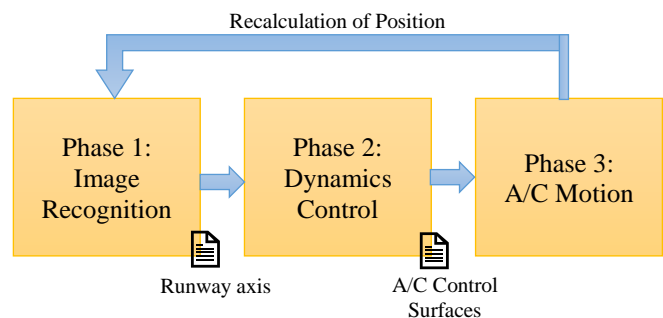 Recalculation of Position
Phase 1:
Image
Recognition
Phase 2:
Dynamics
Control
Phase 3:
A/C Motion
Runway axis
A/C Control
Surfaces